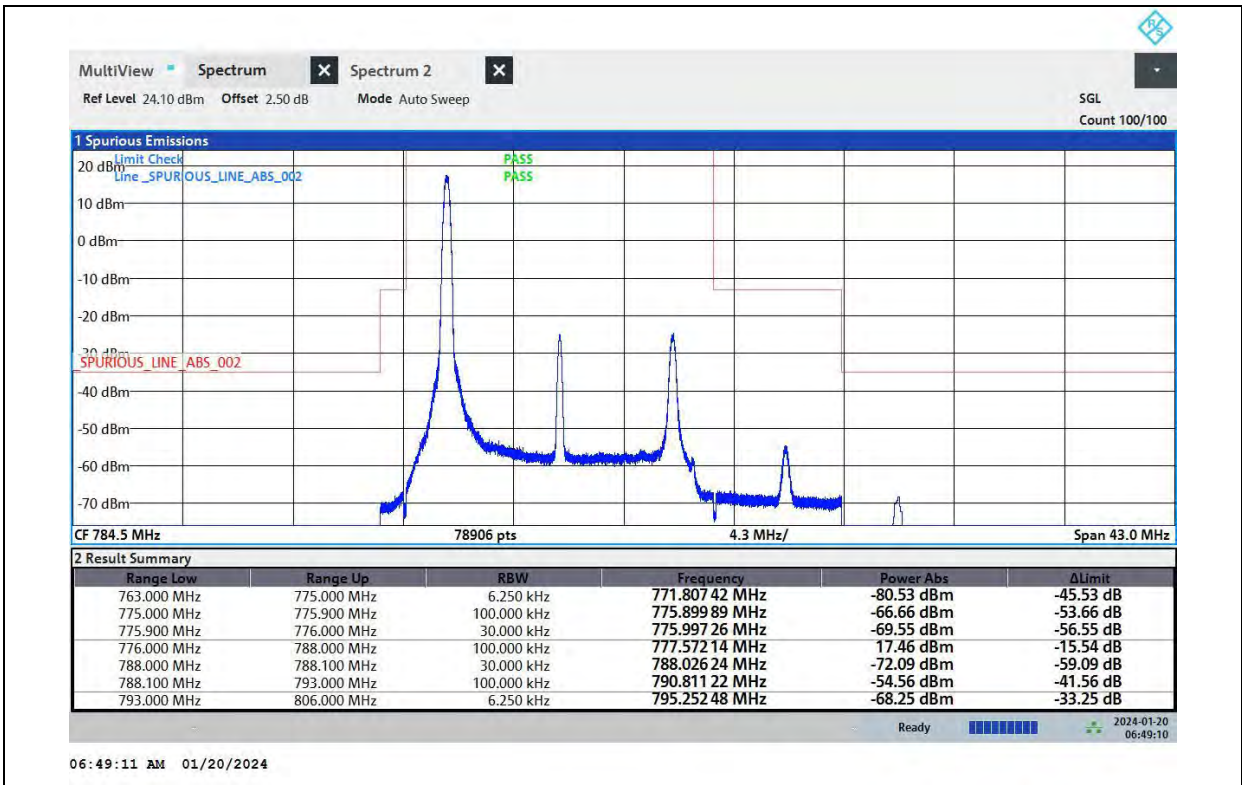 R S
MultiView Spectrum X Spectrum 2 X
Ref Level 24.10 dBm Offset 2.50 dB Mode Auto Sweep SGL
Count 100/100
1 Spurious Emissions
Limit Check PASS
20 dBm
Line _SPURIOUS_LINE_ABS_002 PASS
10 dBm
0 dBm
-10 dBm
-20 dBm
-30 dBm
_SPURIOUS_LINE_ABS_002
-40 dBm
-50 dBm
-60 dBm
-70 dBm
CF 784.5 MHz 78906 pts 4.3 MHz/ Span 43.0 MHz
2 Result Summary
Range Low Range Up RBW Frequency Power Abs ΔLimit
763.000 MHz 775.000 MHz 6.250 kHz 771.807 42 MHz -80.53 dBm -45.53 dB
775.000 MHz 775.900 MHz 100.000 kHz 775.899 89 MHz -66.66 dBm -53.66 dB
775.900 MHz 776.000 MHz 30.000 kHz 775.997 26 MHz -69.55 dBm -56.55 dB
776.000 MHz 788.000 MHz 100.000 kHz 777.572 14 MHz 17.46 dBm -15.54 dB
788.000 MHz 788.100 MHz 30.000 kHz 788.026 24 MHz -72.09 dBm -59.09 dB
788.100 MHz 793.000 MHz 100.000 kHz 790.811 22 MHz -54.56 dBm -41.56 dB
793.000 MHz 806.000 MHz 6.250 kHz 795.252 48 MHz -68.25 dBm -33.25 dB
Ready 2024-01-20
06:49:10
06:49:11 AM 01/20/2024